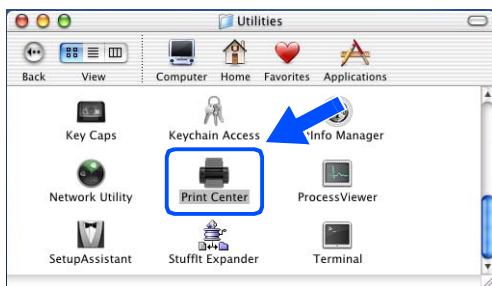 Utilities
Back View Computer Home Favorites Applications
Key Caps Keychain Access Info Manager
Network Utility Print Center ProcessViewer
SetupAssistant StuffIt Expander Terminal